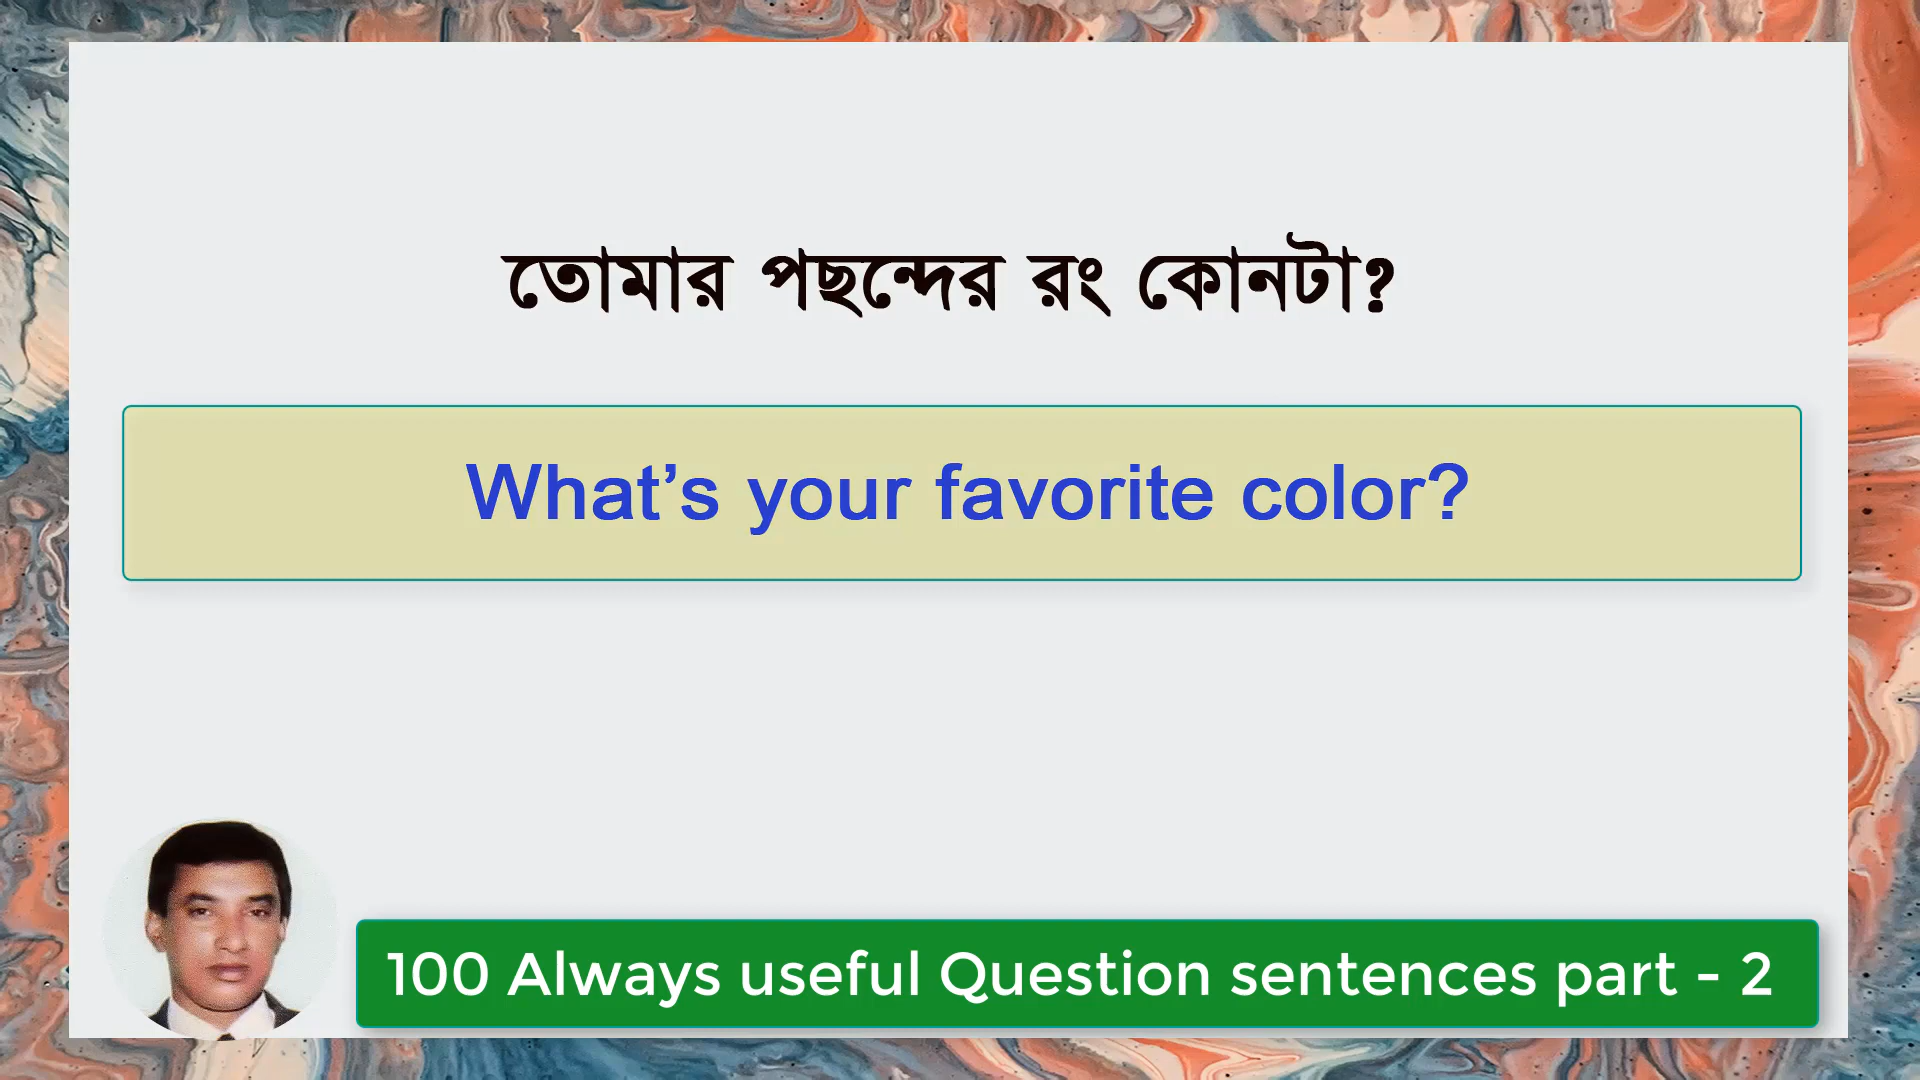 তোমার পছন্দের রং কোনটা?
What’s your favorite color?
100 Always useful Question sentences part - 2